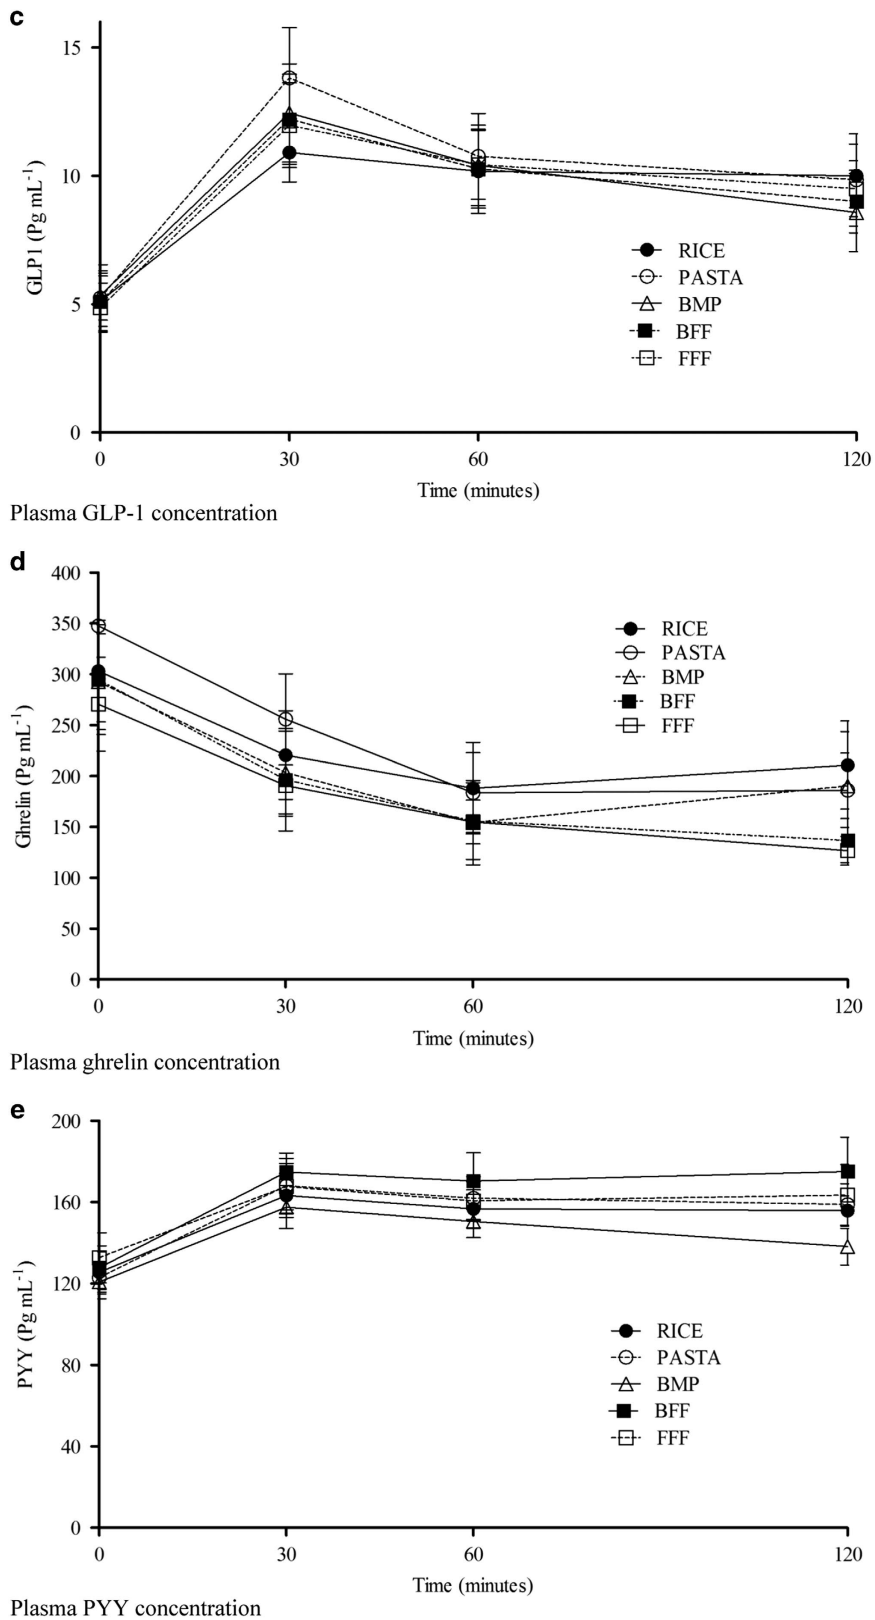 c
15
10
5
0
GLP1 (Pg mL-1)
RICE
PASTA
BMP
BFF
FFF
0 30 60 120
Time (minutes)
Plasma GLP-1 concentration
d
400
350
300
250
200
150
100
50
0
Ghrelin (Pg mL-1)
RICE
PASTA
BMP
BFF
FFF
0 30 60 120
Time (minutes)
Plasma ghrelin concentration
e
200
160
120
80
40
0
PYY (Pg mL-1)
RICE
PASTA
BMP
BFF
FFF
0 30 60 120
Time (minutes)
Plasma PYY concentration